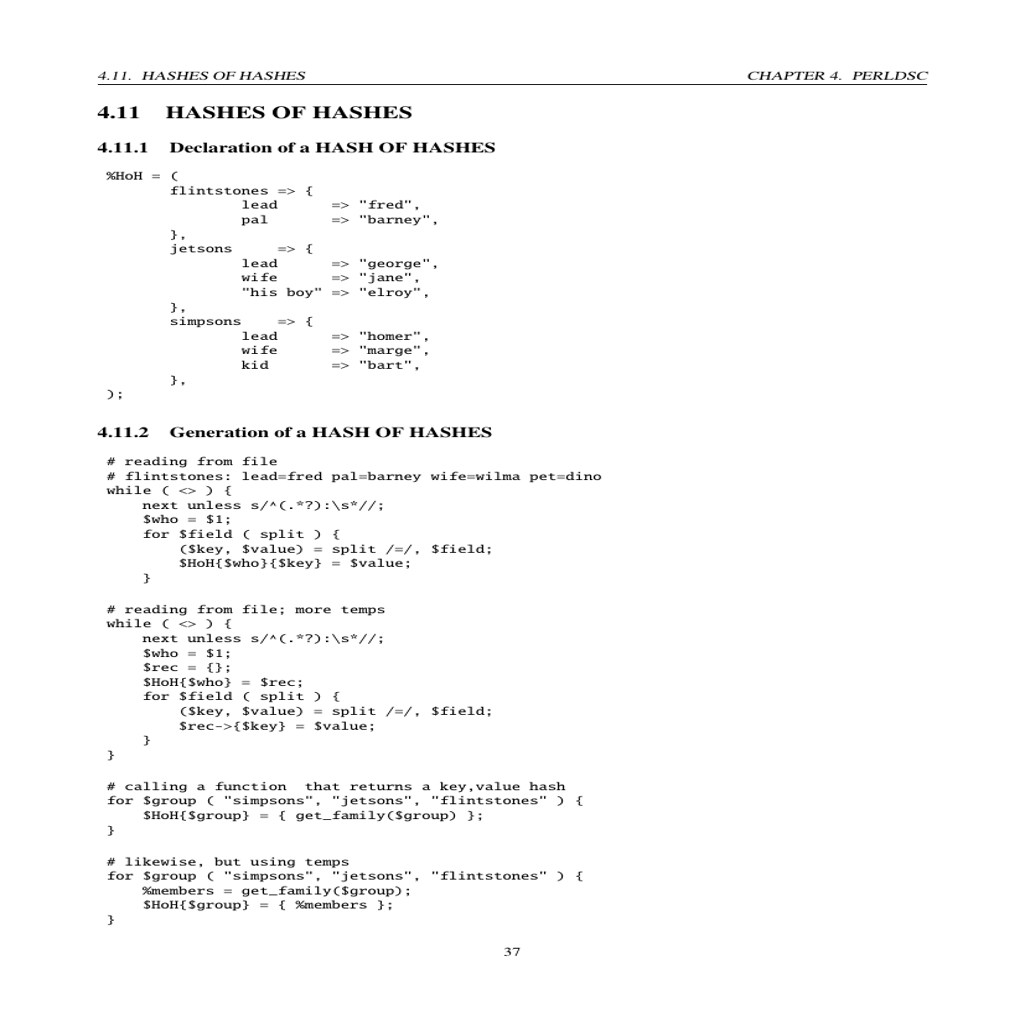 4.11. HASHES OF HASHES CHAPTER 4. PERLDSC
4.11 HASHES OF HASHES
4.11.1 Declaration of a HASH OF HASHES
%HoH = (
       flintstones => {
               lead      => "fred",
               pal       => "barney",
       },
       jetsons     => {
               lead      => "george",
               wife      => "jane",
               "his boy" => "elroy",
       },
       simpsons    => {
               lead      => "homer",
               wife      => "marge",
               kid       => "bart",
       },
);
4.11.2 Generation of a HASH OF HASHES
# reading from file
# flintstones: lead=fred pal=barney wife=wilma pet=dino
while ( <> ) {
    next unless s/^(.*?):\s*//;
    $who = $1;
    for $field ( split ) {
        ($key, $value) = split /=/, $field;
        $HoH{$who}{$key} = $value;
    }
# reading from file; more temps
while ( <> ) {
    next unless s/^(.*?):\s*//;
    $who = $1;
    $rec = {};
    $HoH{$who} = $rec;
    for $field ( split ) {
        ($key, $value) = split /=/, $field;
        $rec->{$key} = $value;
    }
}
# calling a function  that returns a key,value hash
for $group ( "simpsons", "jetsons", "flintstones" ) {
    $HoH{$group} = { get_family($group) };
}
# likewise, but using temps
for $group ( "simpsons", "jetsons", "flintstones" ) {
    %members = get_family($group);
    $HoH{$group} = { %members };
}
37